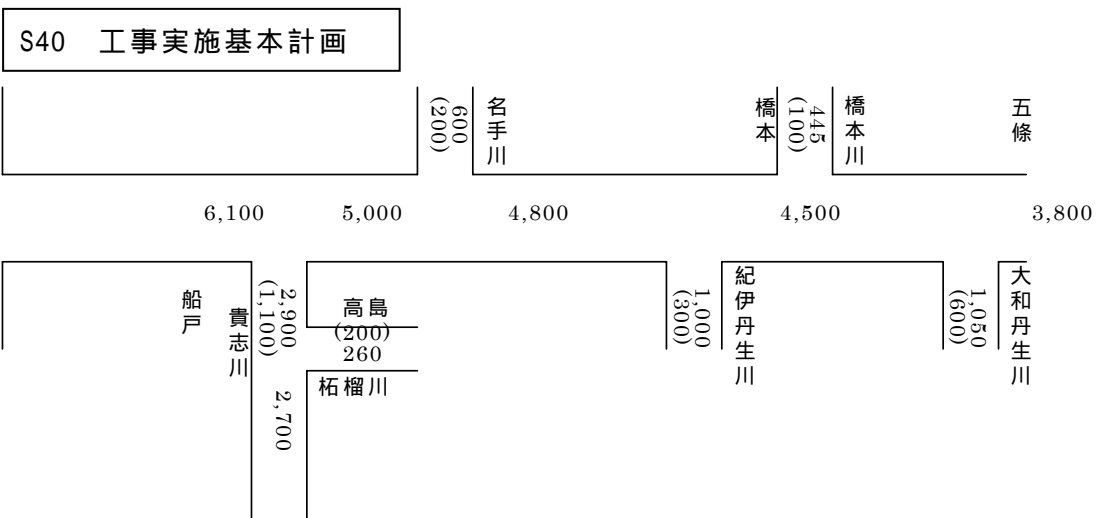 S40　工事実施基本計画
600
(200)
名手川
橋本
445
(100)
橋本川
五條
6,100
5,000
4,800
4,500
3,800
船戸
貴志川
2,900
(1,100)
高島
(200)
260
柘榴川
2,700
1,000
(300)
紀伊丹生川
1,050
(600)
大和丹生川